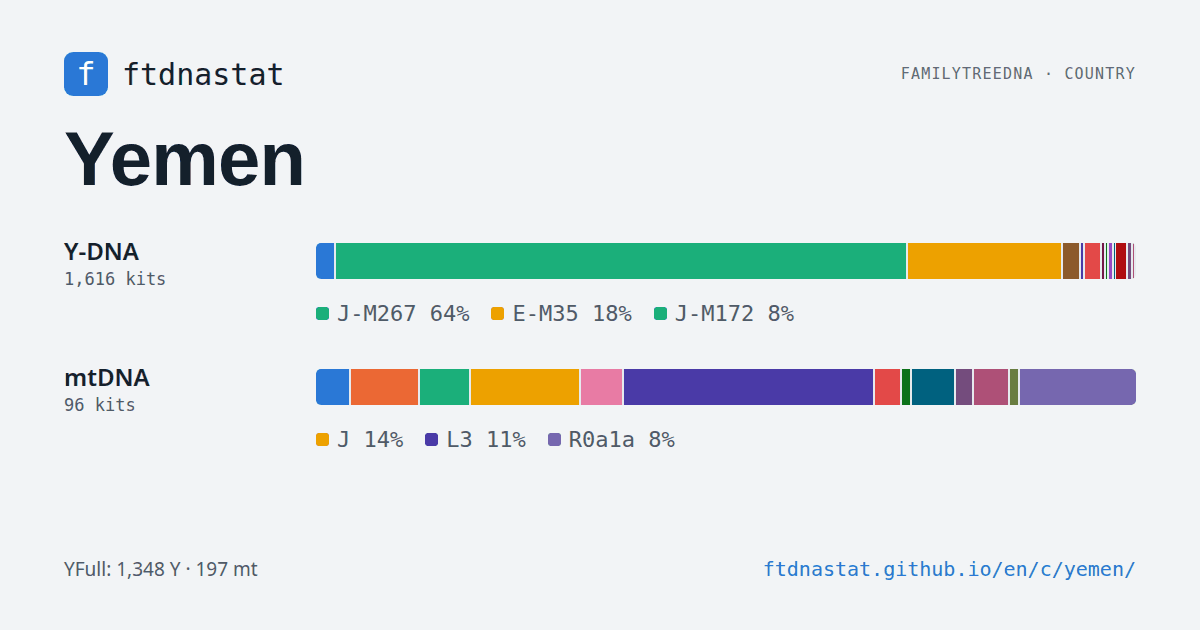 f ftdnastat
FAMILYTREEDNA · COUNTRY
Yemen
Y-DNA
1,616 kits
J-M267 64% E-M35 18% J-M172 8%
mtDNA
96 kits
J 14% L3 11% R0a1a 8%
YFull: 1,348 Y · 197 mt
ftdnastat.github.io/en/c/yemen/